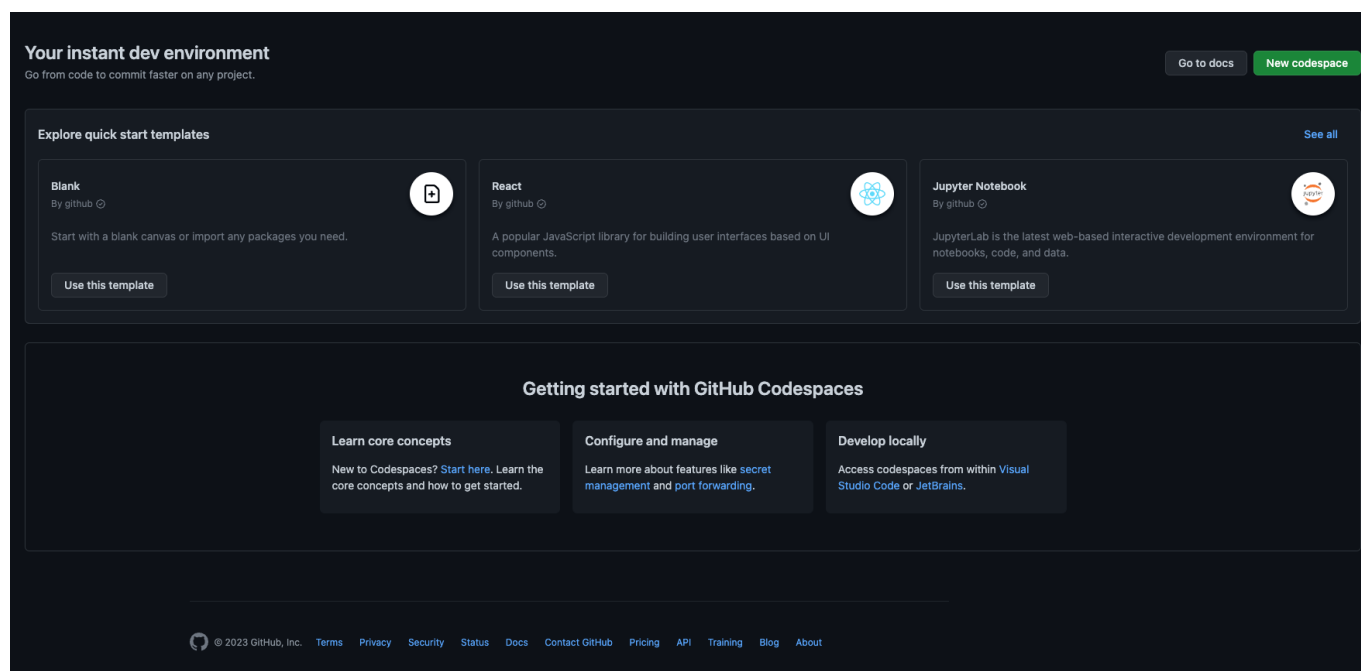 Your instant dev environment
Go from code to commit faster on any project.
Go to docs
New codespace
Explore quick start templates
See all
Blank
By github
Start with a blank canvas or import any packages you need.
Use this template
React
By github
A popular JavaScript library for building user interfaces based on UI
components.
Use this template
Jupyter Notebook
By github
jupyter
JupyterLab is the latest web-based interactive development environment for
notebooks, code, and data.
Use this template
Getting started with GitHub Codespaces
Learn core concepts
New to Codespaces? Start here. Learn the
core concepts and how to get started.
Configure and manage
Learn more about features like secret
management and port forwarding.
Develop locally
Access codespaces from within Visual
Studio Code or JetBrains.
© 2023 GitHub, Inc. Terms Privacy Security Status Docs Contact GitHub Pricing API Training Blog About